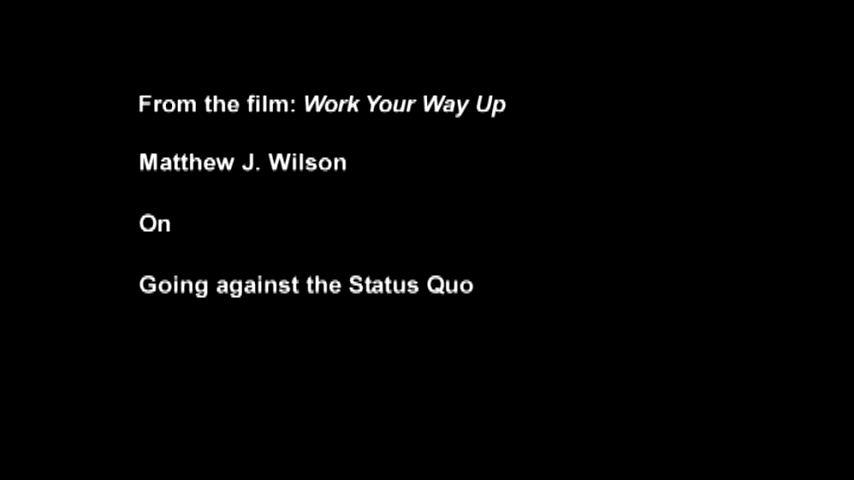 From the film: Work Your Way Up
Matthew J. Wilson
On
Going against the Status Quo